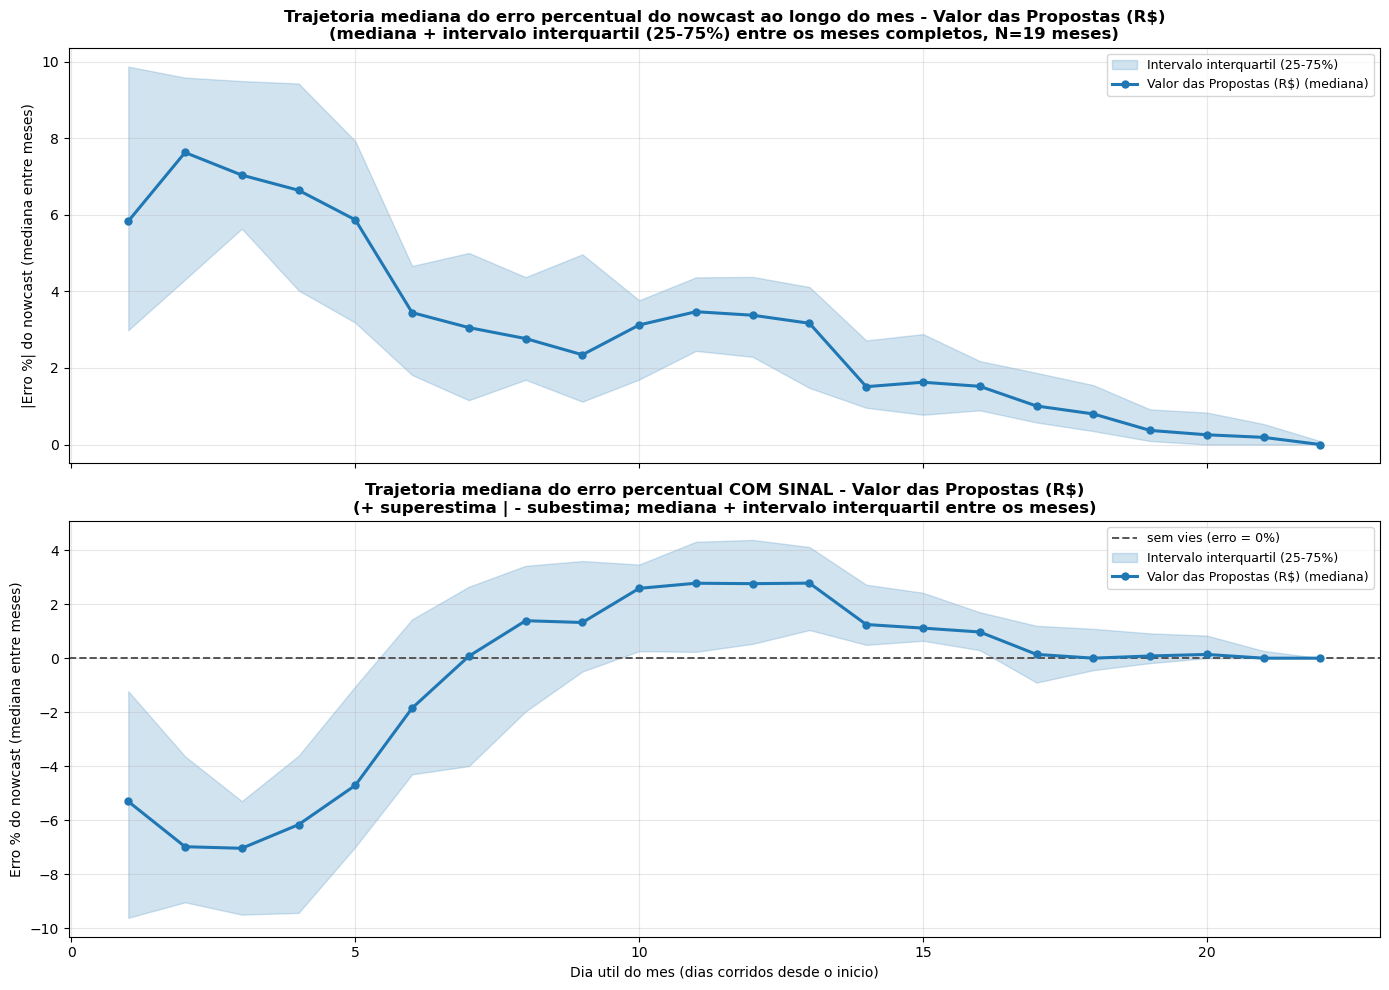 Trajetoria mediana do erro percentual do nowcast ao longo do mes - Valor das Propostas (R$)
(mediana + intervalo interquartil (25-75%) entre os meses completos, N=19 meses)
|Erro %| do nowcast (mediana entre meses)
10
8
6
4
2
0
Intervalo interquartil (25-75%)
Valor das Propostas (R$) (mediana)
Trajetoria mediana do erro percentual COM SINAL - Valor das Propostas (R$)
(+ superestima | - subestima; mediana + intervalo interquartil entre os meses)
Erro % do nowcast (mediana entre meses)
4
2
0
−2
−4
−6
−8
−10
sem vies (erro = 0%)
Intervalo interquartil (25-75%)
Valor das Propostas (R$) (mediana)
0 5 10 15 20
Dia util do mes (dias corridos desde o inicio)